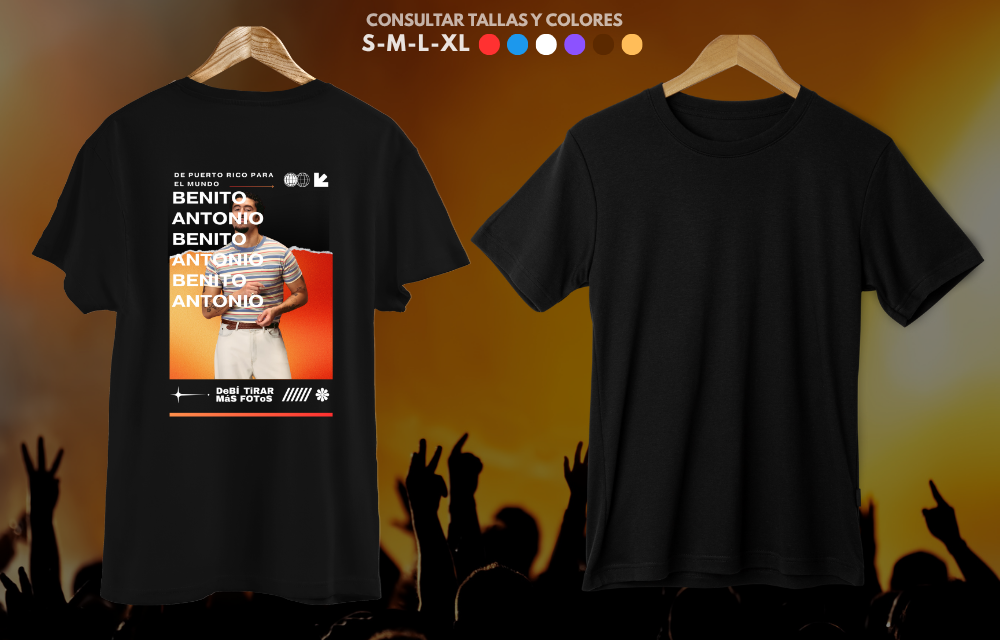 CONSULTAR TALLAS Y COLORES
S-M-L-XL
DE PUERTO RICO PARA
EL MUNDO
BENITO
ANTONIO
BENITO
ANTONIO
BENITO
ANTONIO
DeBÍ TiRAR
MáS FOToS